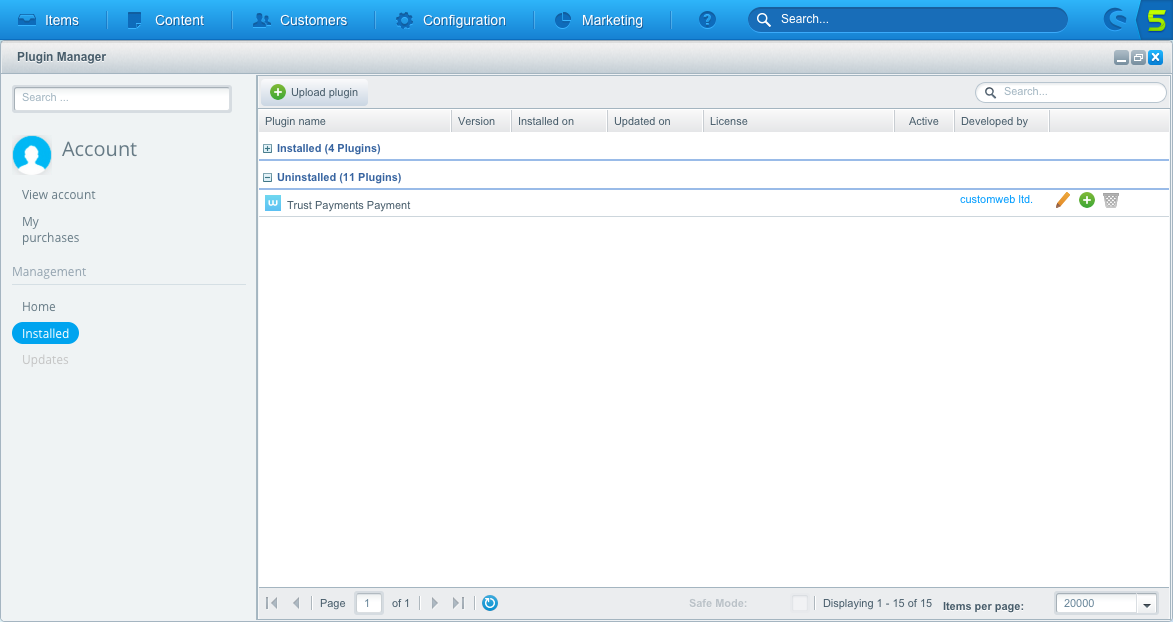 Items
Content
Customers
Configuration
Marketing
?
Search...
5
Plugin Manager
Search ...
Account
View account
My
purchases
Management
Home
Installed
Updates
Upload plugin
Search...
Plugin name
Version
Installed on
Updated on
License
Active
Developed by
Installed (4 Plugins)
Uninstalled (11 Plugins)
w
Trust Payments Payment
customweb ltd.
Page
1
of 1
Safe Mode:
Displaying 1 - 15 of 15
Items per page:
20000